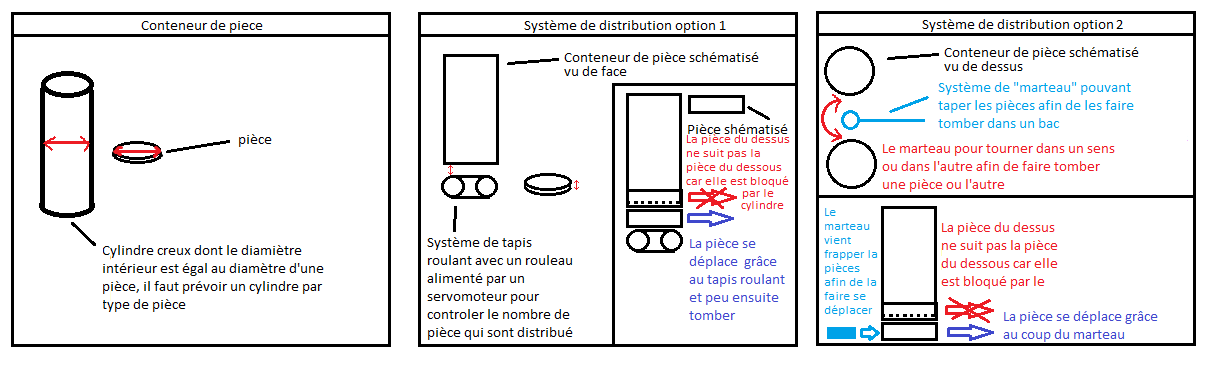 Conteneur de piece
pièce
Cylindre creux dont le diamiètre
intérieur est égal au diamètre d'une
pièce, il faut prévoir un cylindre par
type de pièce
Système de distribution option 1
Conteneur de pièce schématisé
vu de face
Système de tapis
roulant avec un rouleau
alimenté par un
servomoteur pour
controler le nombre de
pièce qui sont distribué
Pièce shématisé
La pièce du dessus
ne suit pas la
pièce du dessous
car elle est bloqué
par le
cylindre
La pièce se
déplace grâce
au tapis roulant
et peu ensuite
tomber
Système de distribution option 2
Conteneur de pièce schématisé
vu de dessus
Système de "marteau" pouvant
taper les pièces afin de les faire
tomber dans un bac
Le marteau pour tourner dans un sens
ou dans l'autre afin de faire tomber
une pièce ou l'autre
Le
marteau
vient
frapper la
pièces
afin de la
faire se
déplacer
La pièce du dessus
ne suit pas la pièce
du dessous car elle
est bloqué par le
La pièce se déplace grâce
au coup du marteau